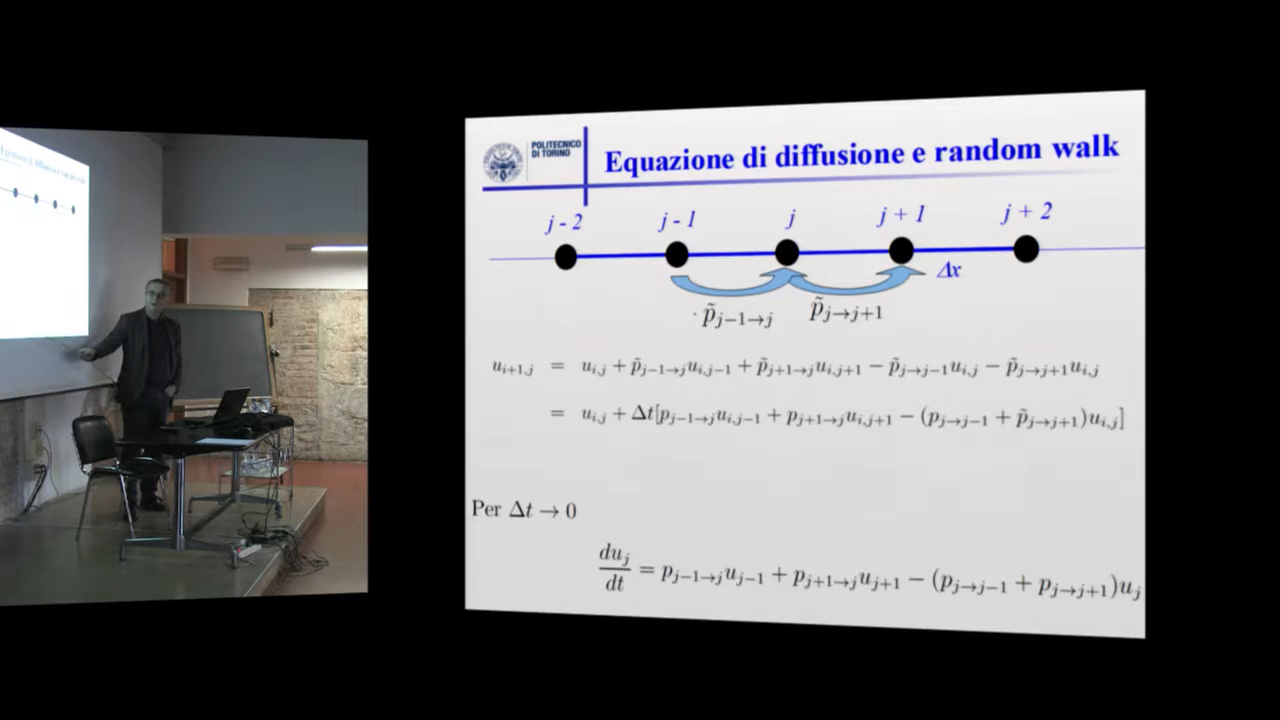 POLITECNICO
DI TORINO
Equazione di diffusione e random walk
j - 2 j - 1 j j + 1 j + 2
Δx
p̃_{j−1→j} p̃_{j→j+1}
u_{i+1,j} = u_{i,j} + p̃_{j−1→j}u_{i,j−1} + p̃_{j+1→j}u_{i,j+1} − p̃_{j→j−1}u_{i,j} − p̃_{j→j+1}u_{i,j}
= u_{i,j} + Δt[p_{j−1→j}u_{i,j−1} + p_{j+1→j}u_{i,j+1} − (p_{j→j−1} + p̃_{j→j+1})u_{i,j}]
Per Δt → 0
du_j/dt = p_{j−1→j}u_{j−1} + p_{j+1→j}u_{j+1} − (p_{j→j−1} + p_{j→j+1})u_j